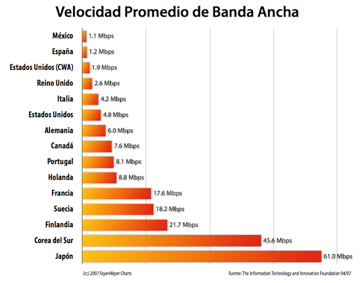 Velocidad Promedio de Banda Ancha
México 1.1 Mbps
España 1.2 Mbps
Estados Unidos (CWA) 1.9 Mbps
Reino Unido 2.6 Mbps
Italia 4.2 Mbps
Estados Unidos 4.8 Mbps
Alemania 6.0 Mbps
Canadá 7.6 Mbps
Portugal 8.1 Mbps
Holanda 8.8 Mbps
Francia 17.6 Mbps
Suecia 18.2 Mbps
Finlandia 21.7 Mbps
Corea del Sur 45.6 Mbps
Japón 61.0 Mbps
(c) 2007 FayerWayer Charts Fuente: The Information Technology and Innovation Foundation 04/07